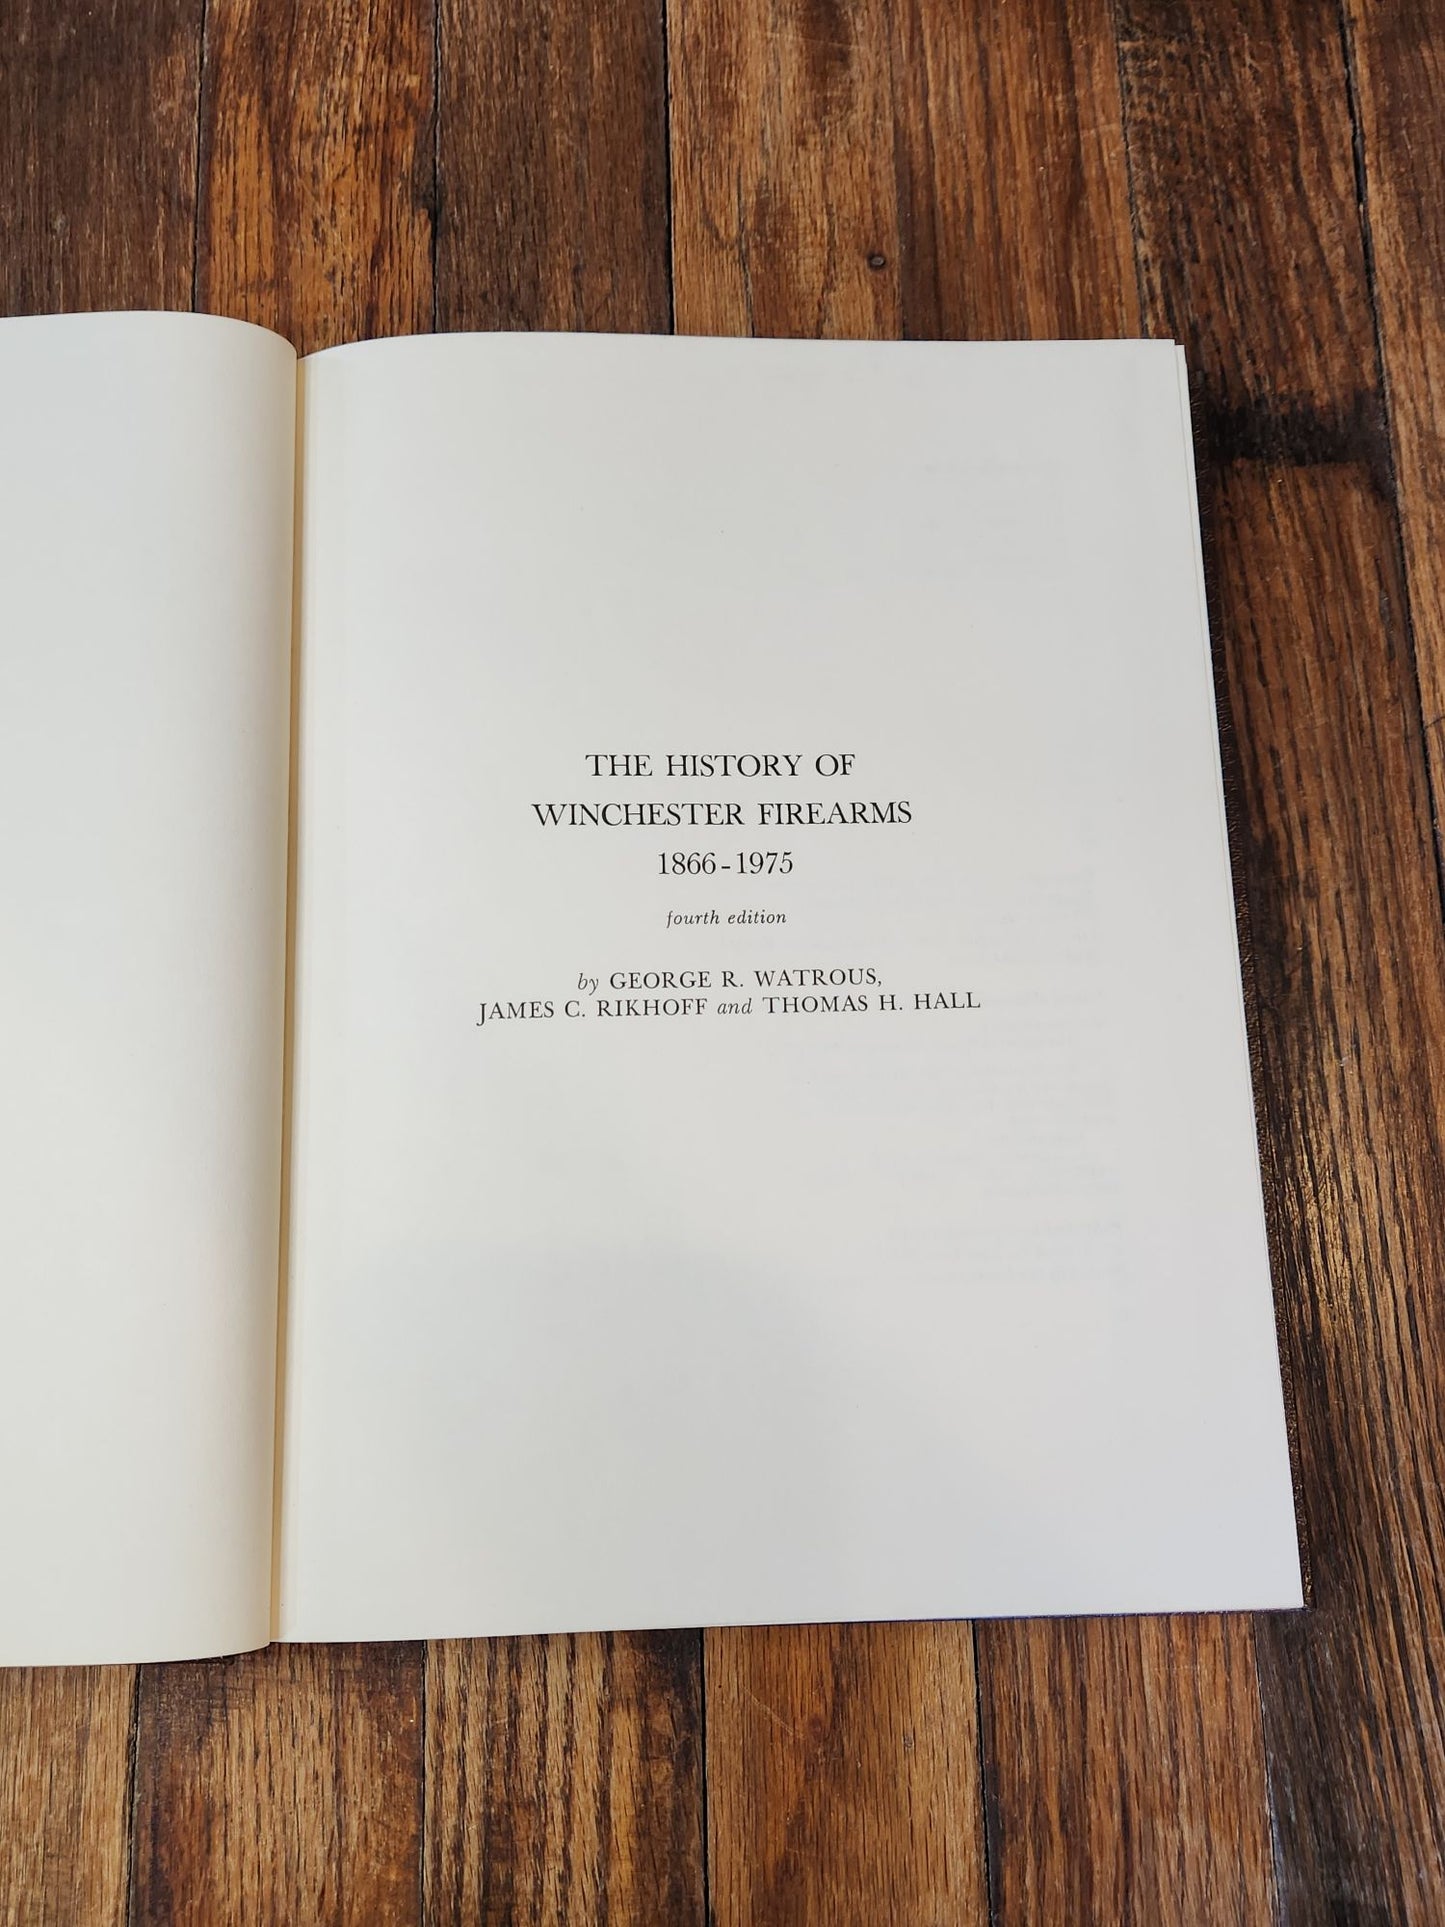 THE HISTORY OF
WINCHESTER FIREARMS
1866-1975
fourth edition
by GEORGE R. WATROUS,
JAMES C. RIKHOFF and THOMAS H. HALL